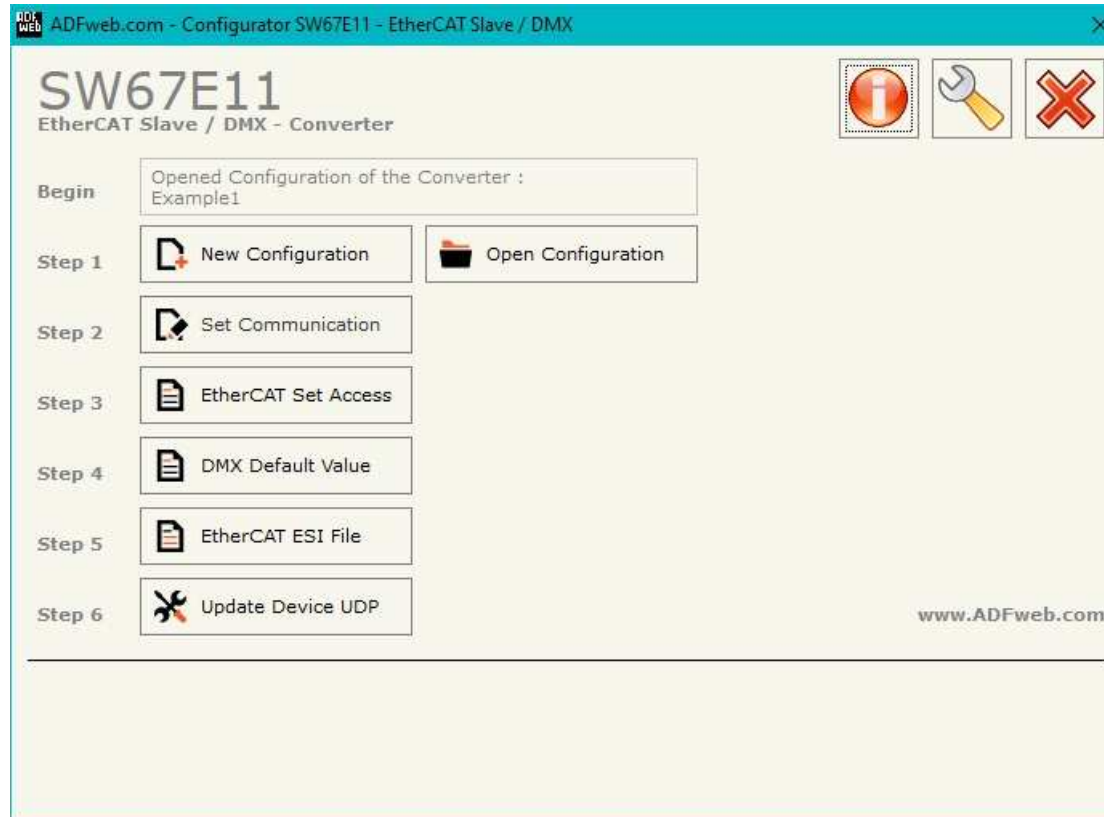 ADF WEB ADFweb.com - Configurator SW67E11 - EtherCAT Slave / DMX
SW67E11
EtherCAT Slave / DMX - Converter
Begin
Opened Configuration of the Converter :
Example1
Step 1 New Configuration Open Configuration
Step 2 Set Communication
Step 3 EtherCAT Set Access
Step 4 DMX Default Value
Step 5 EtherCAT ESI File
Step 6 Update Device UDP
www.ADFweb.com